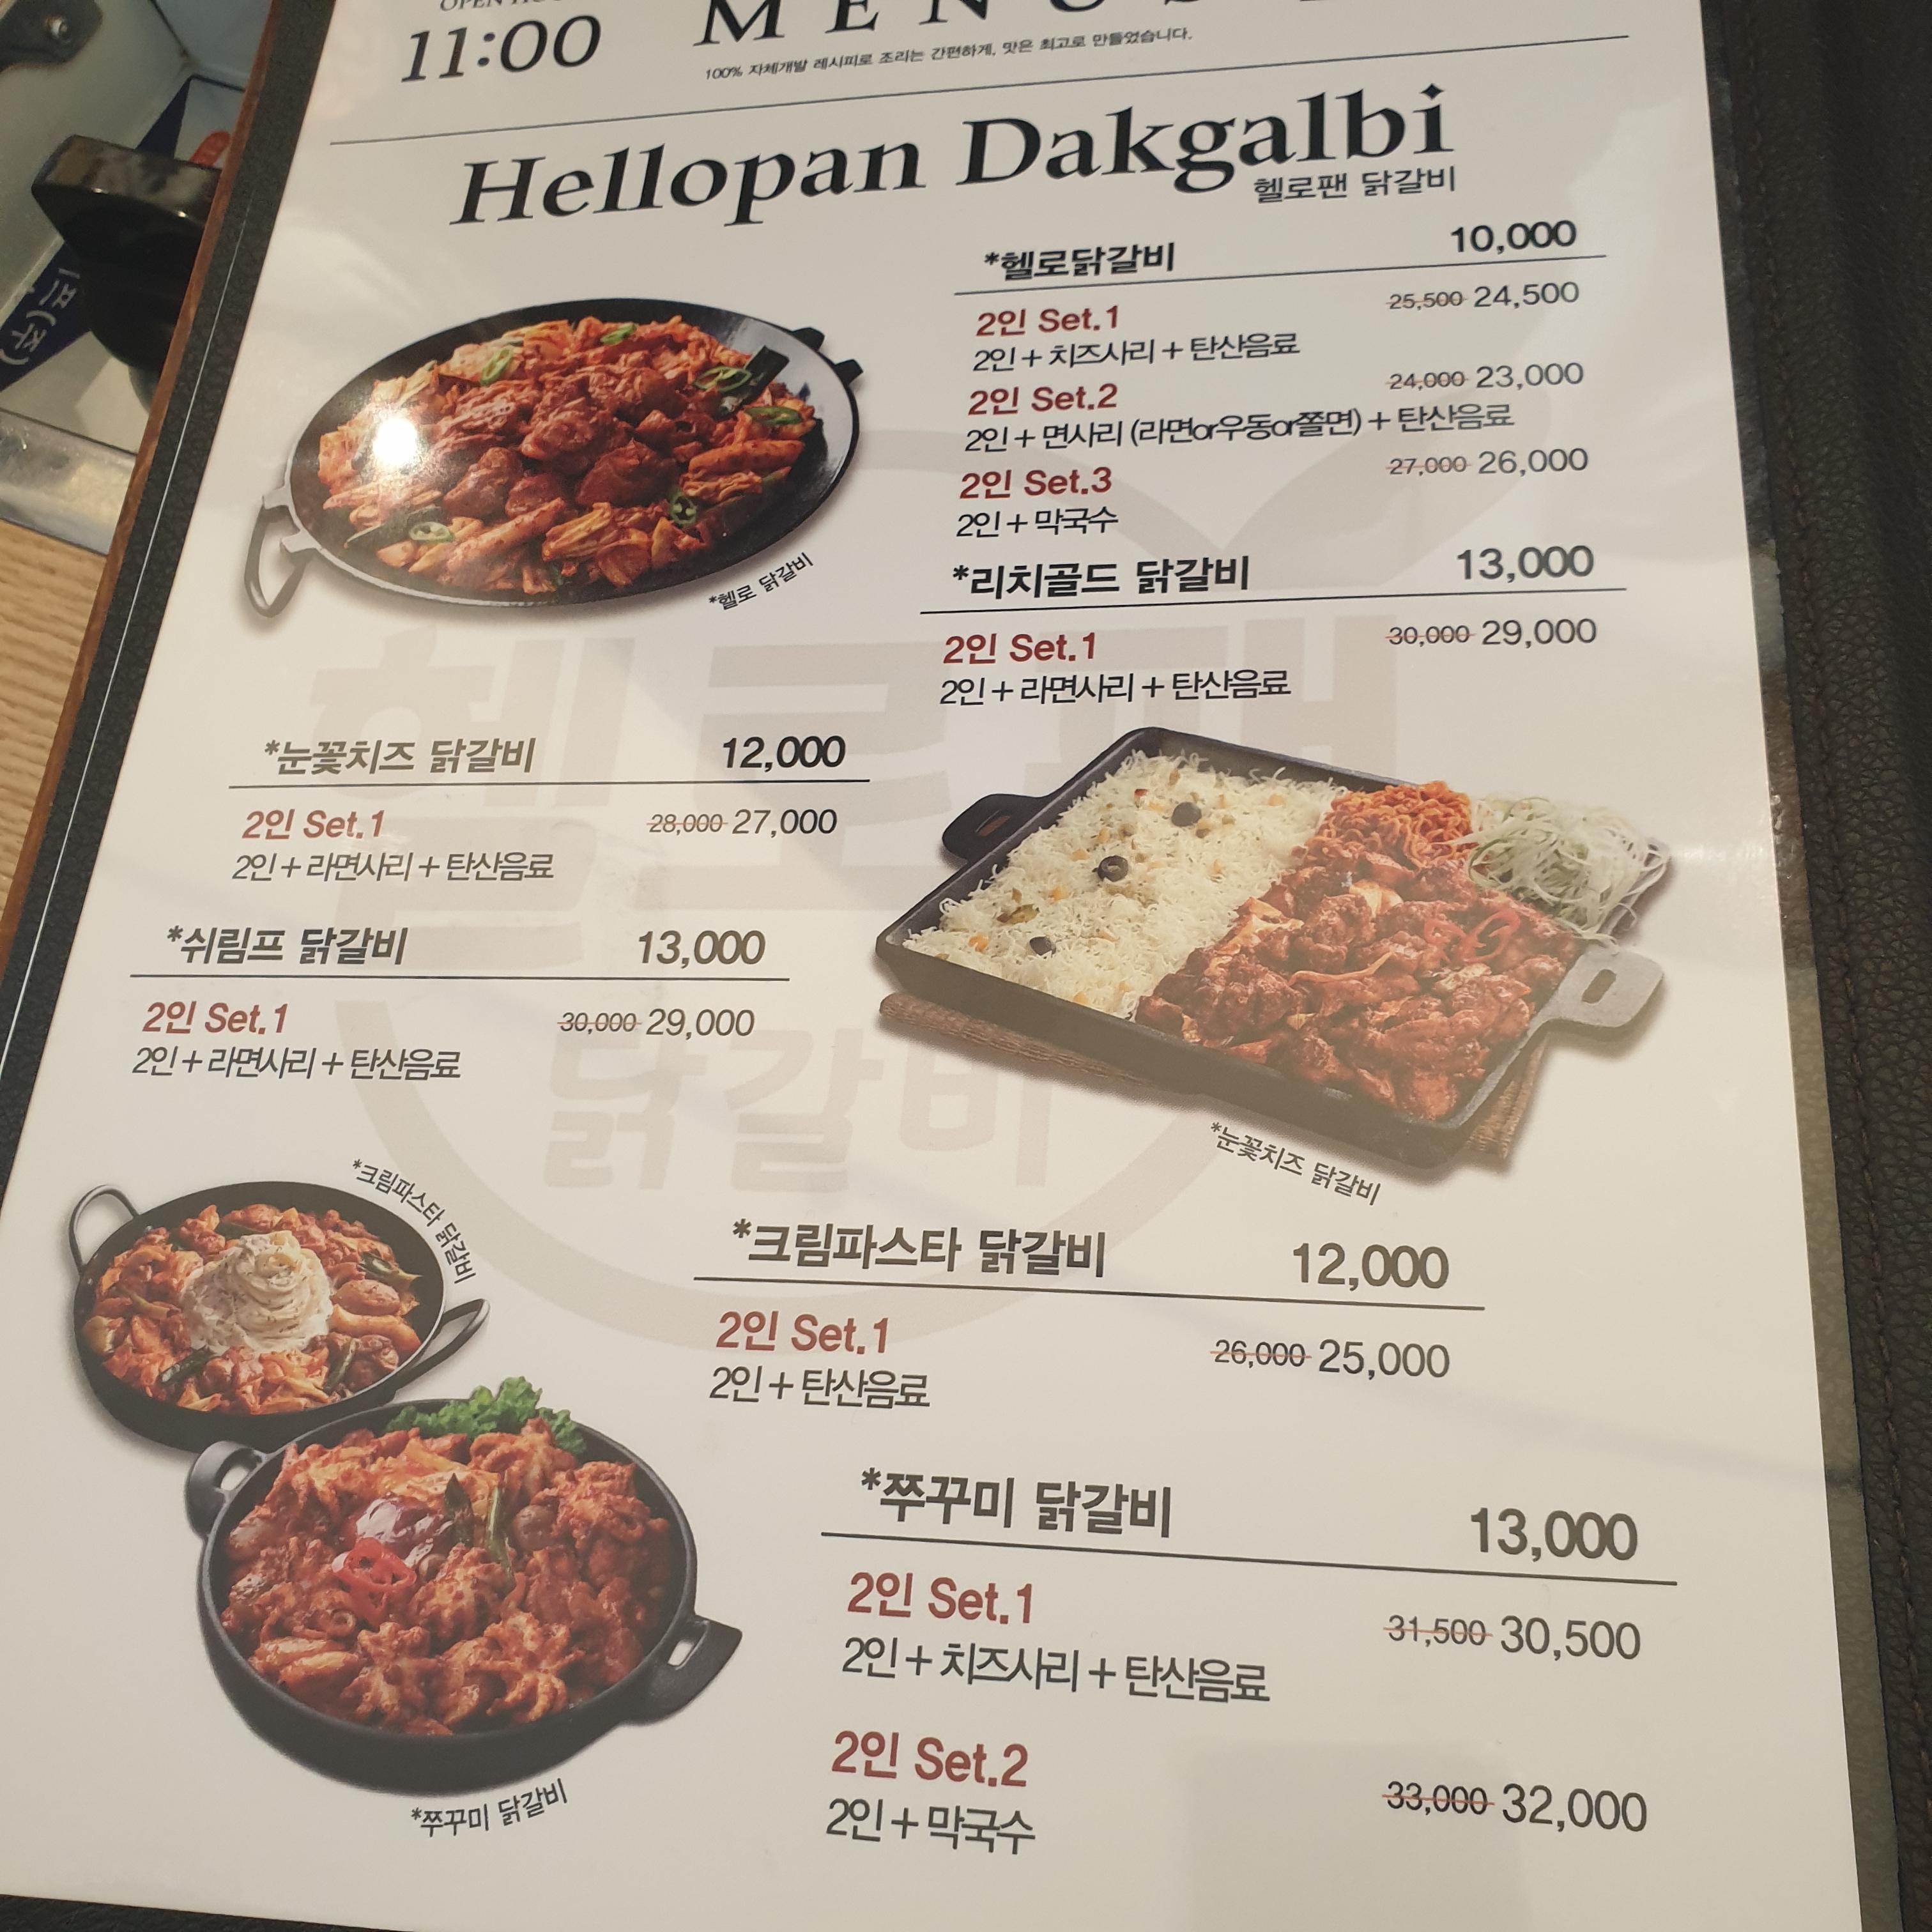 11:00
100% 자체개발 레시피로 조리는 간편하게, 맛은 최고로 만들었습니다.
Hellopan Dakgalbi
헬로팬 닭갈비
*헬로닭갈비 10,000
2인 Set.1 25,500 24,500
2인 + 치즈사리 + 탄산음료
2인 Set.2 24,000 23,000
2인 + 면사리 (라면or우동or쫄면) + 탄산음료
2인 Set.3 27,000 26,000
2인 + 막국수
*헬로 닭갈비
*리치골드 닭갈비 13,000
2인 Set.1 30,000 29,000
2인 + 라면사리 + 탄산음료
*눈꽃치즈 닭갈비 12,000
2인 Set.1 28,000 27,000
2인 + 라면사리 + 탄산음료
*쉬림프 닭갈비 13,000
2인 Set.1 30,000 29,000
2인 + 라면사리 + 탄산음료
헬로팬
닭갈비
*눈꽃치즈 닭갈비
*크림파스타 닭갈비
*크림파스타 닭갈비 12,000
2인 Set.1 26,000 25,000
2인 + 탄산음료
*쭈꾸미 닭갈비 13,000
2인 Set.1 31,500 30,500
2인 + 치즈사리 + 탄산음료
2인 Set.2 33,000 32,000
2인 + 막국수
*쭈꾸미 닭갈비